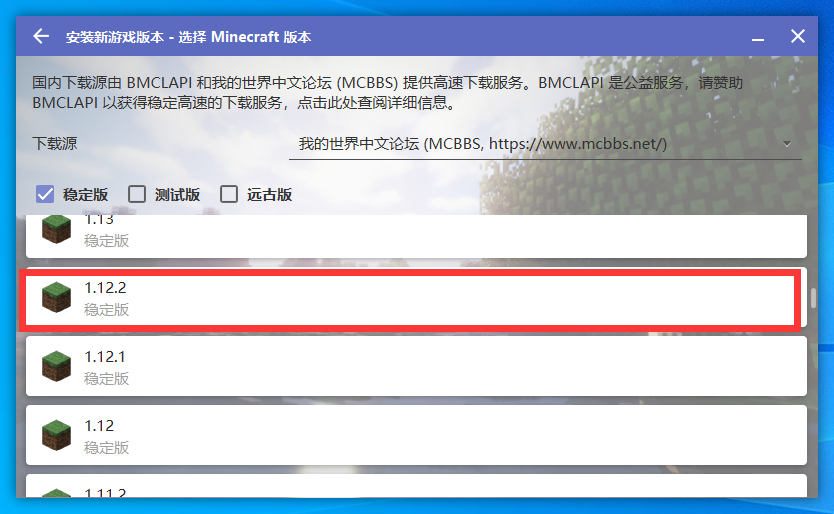 安装新游戏版本 - 选择 Minecraft 版本
国内下载源由 BMCLAPI 和我的世界中文论坛 (MCBBS) 提供高速下载服务。BMCLAPI 是公益服务，请赞助
BMCLAPI 以获得稳定高速的下载服务，点击此处查阅详细信息。
下载源 我的世界中文论坛 (MCBBS, https://www.mcbbs.net/)
稳定版 测试版 远古版
1.13
稳定版
1.12.2
稳定版
1.12.1
稳定版
1.12
稳定版
1.11.2